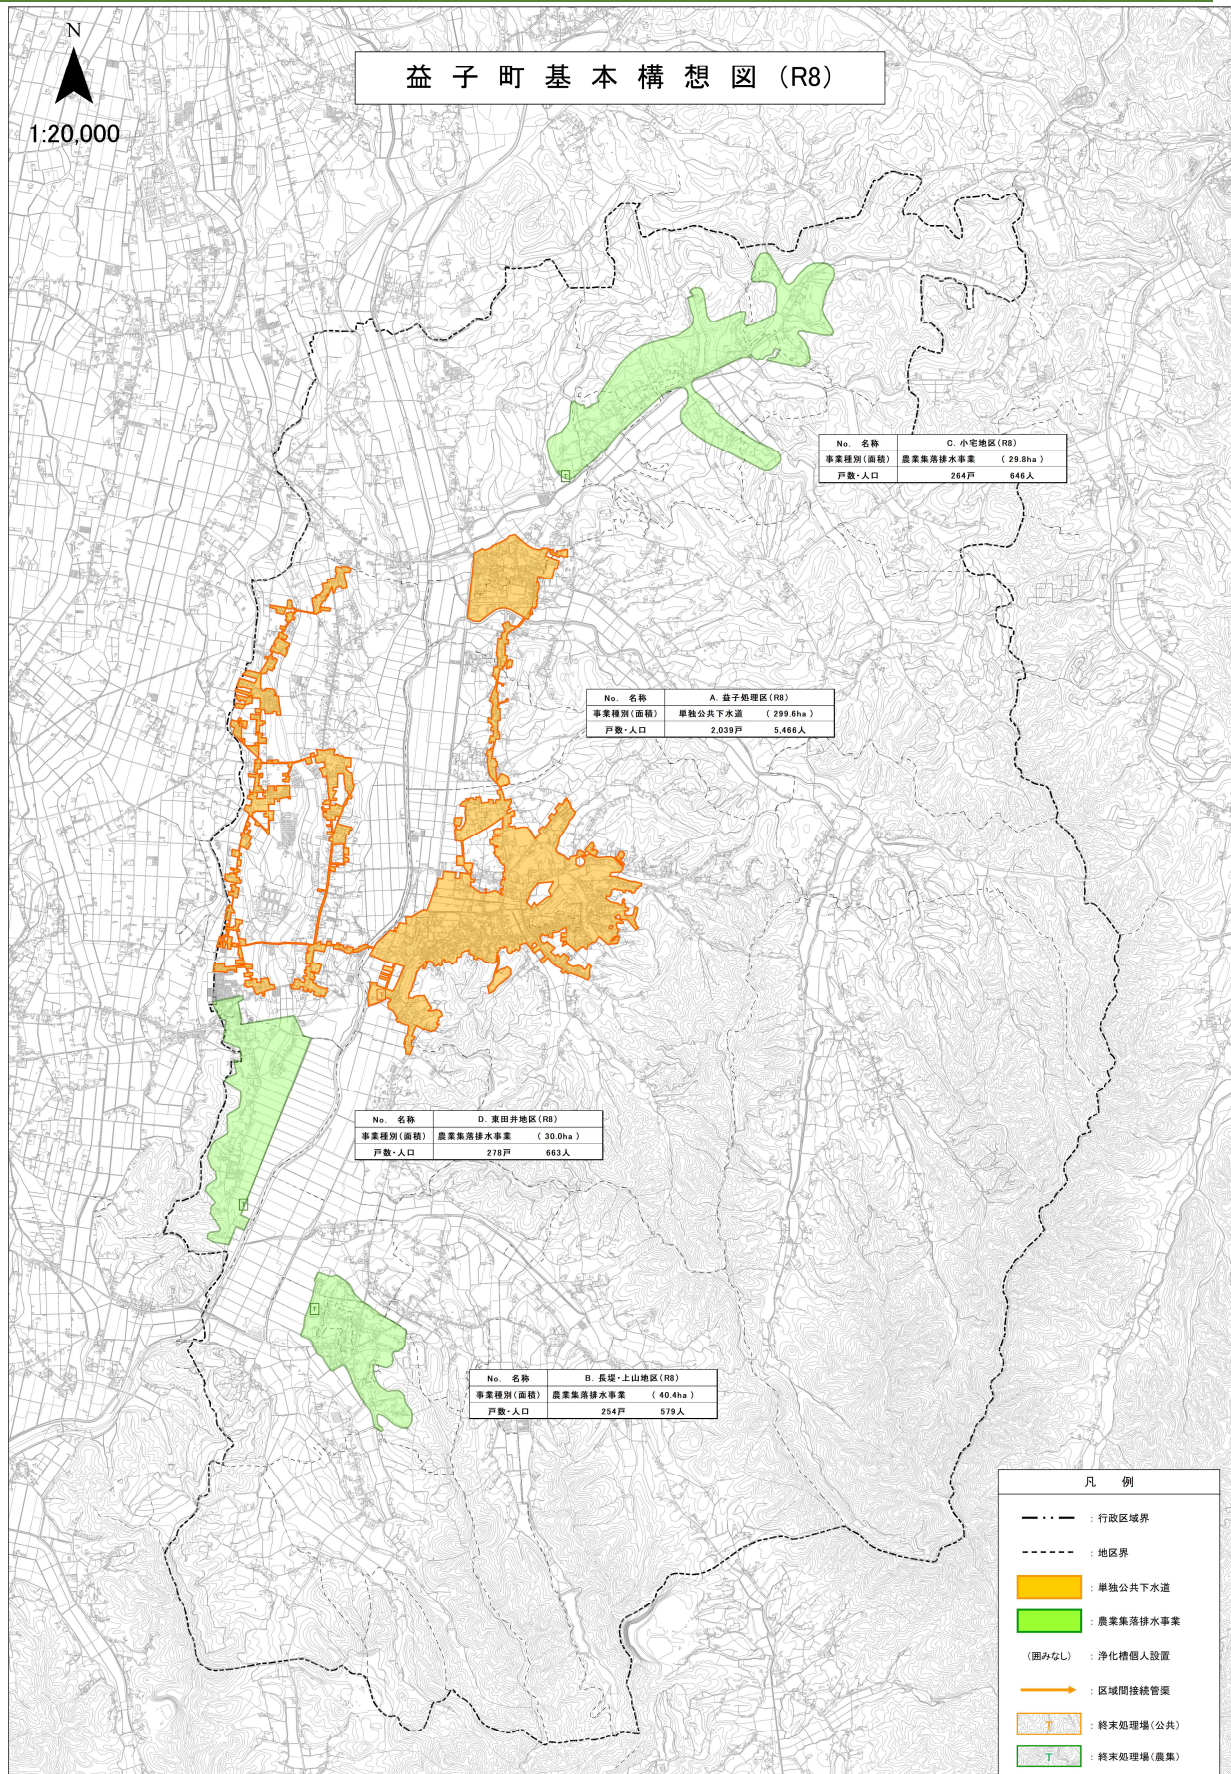 N
1:20,000
益子町基本構想図（R8）
No. 名称 C. 小宅地区(R8)
事業種別(面積) 農業集落排水事業 （ 29.8ha ）
戸数・人口 264戸 646人
No. 名称 A. 益子処理区(R8)
事業種別(面積) 単独公共下水道 （ 299.6ha ）
戸数・人口 2,039戸 5,466人
No. 名称 D. 東田井地区(R8)
事業種別(面積) 農業集落排水事業 （ 30.0ha ）
戸数・人口 278戸 663人
No. 名称 B. 長堤・上山地区(R8)
事業種別(面積) 農業集落排水事業 （ 40.4ha ）
戸数・人口 254戸 579人
凡 例
：行政区域界
：地区界
：単独公共下水道
：農業集落排水事業
（囲みなし）：浄化槽個人設置
：区域間接続管渠
T ：終末処理場(公共)
T ：終末処理場(農集)